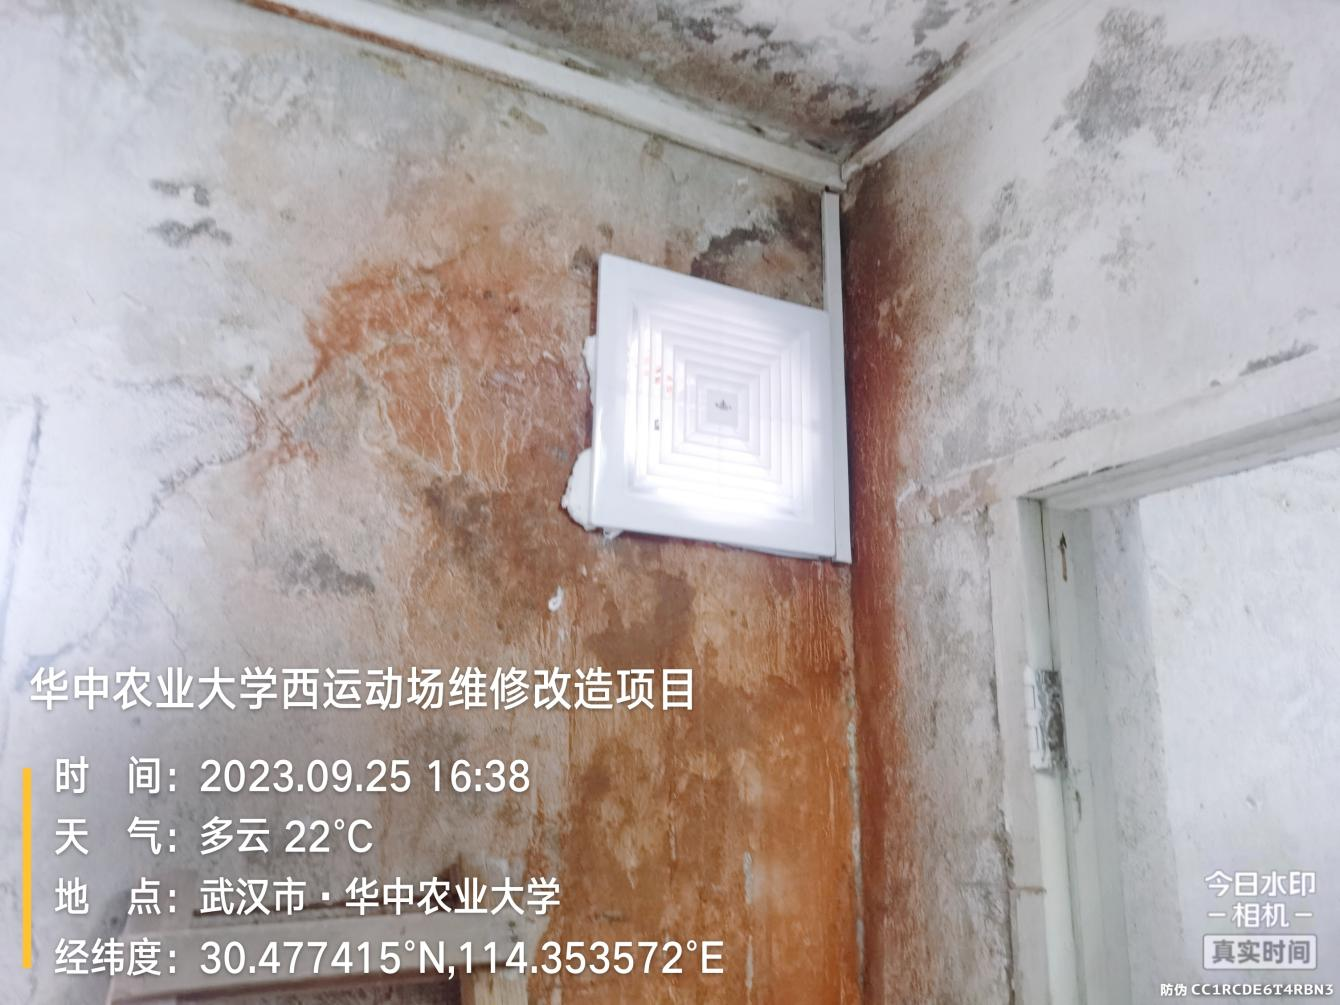 华中农业大学西运动场维修改造项目
时 间：2023.09.25 16:38
天 气：多云 22℃
地 点：武汉市·华中农业大学
经纬度：30.477415°N,114.353572°E
今日水印
相机
真实时间
防伪 CC1RCDE6T4RBN3